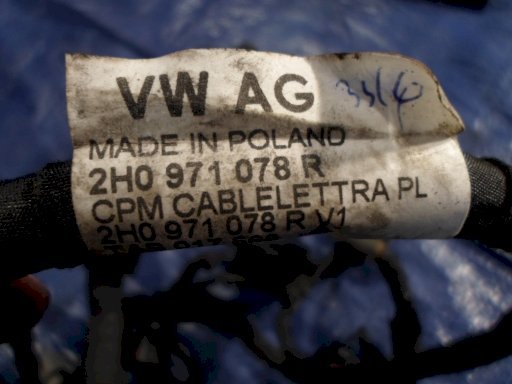 VW AG
MADE IN POLAND
2H0 971 078 R
CPM CABLELETTRA PL
2H0 971 078 R V1